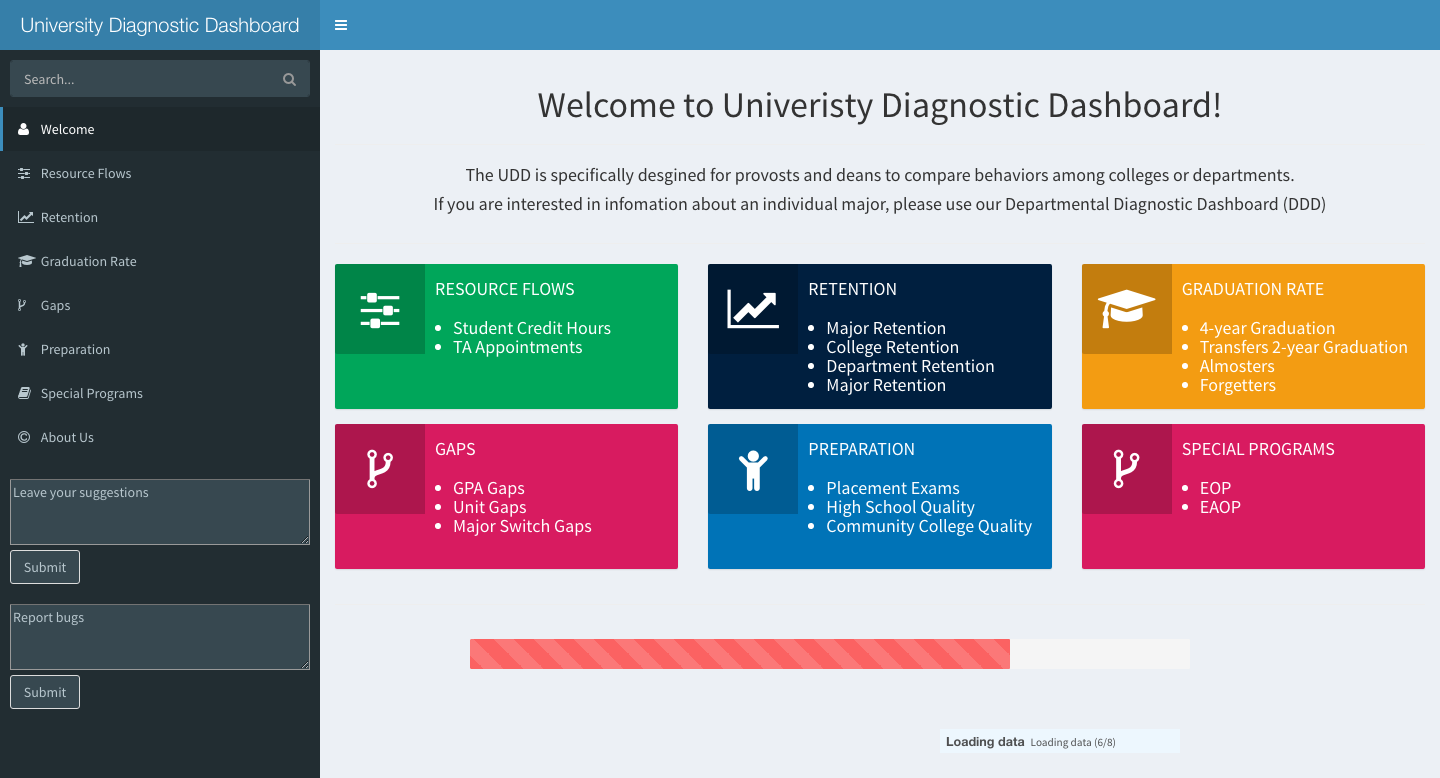 University Diagnostic Dashboard
Search...
Welcome
Resource Flows
Retention
Graduation Rate
Gaps
Preparation
Special Programs
About Us
Leave your suggestions
Submit
Report bugs
Submit
Welcome to Univeristy Diagnostic Dashboard!
The UDD is specifically desgined for provosts and deans to compare behaviors among colleges or departments.
If you are interested in infomation about an individual major, please use our Departmental Diagnostic Dashboard (DDD)
RESOURCE FLOWS
Student Credit Hours
TA Appointments
RETENTION
Major Retention
College Retention
Department Retention
Major Retention
GRADUATION RATE
4-year Graduation
Transfers 2-year Graduation
Almosters
Forgetters
GAPS
GPA Gaps
Unit Gaps
Major Switch Gaps
PREPARATION
Placement Exams
High School Quality
Community College Quality
SPECIAL PROGRAMS
EOP
EAOP
Loading data Loading data (6/8)